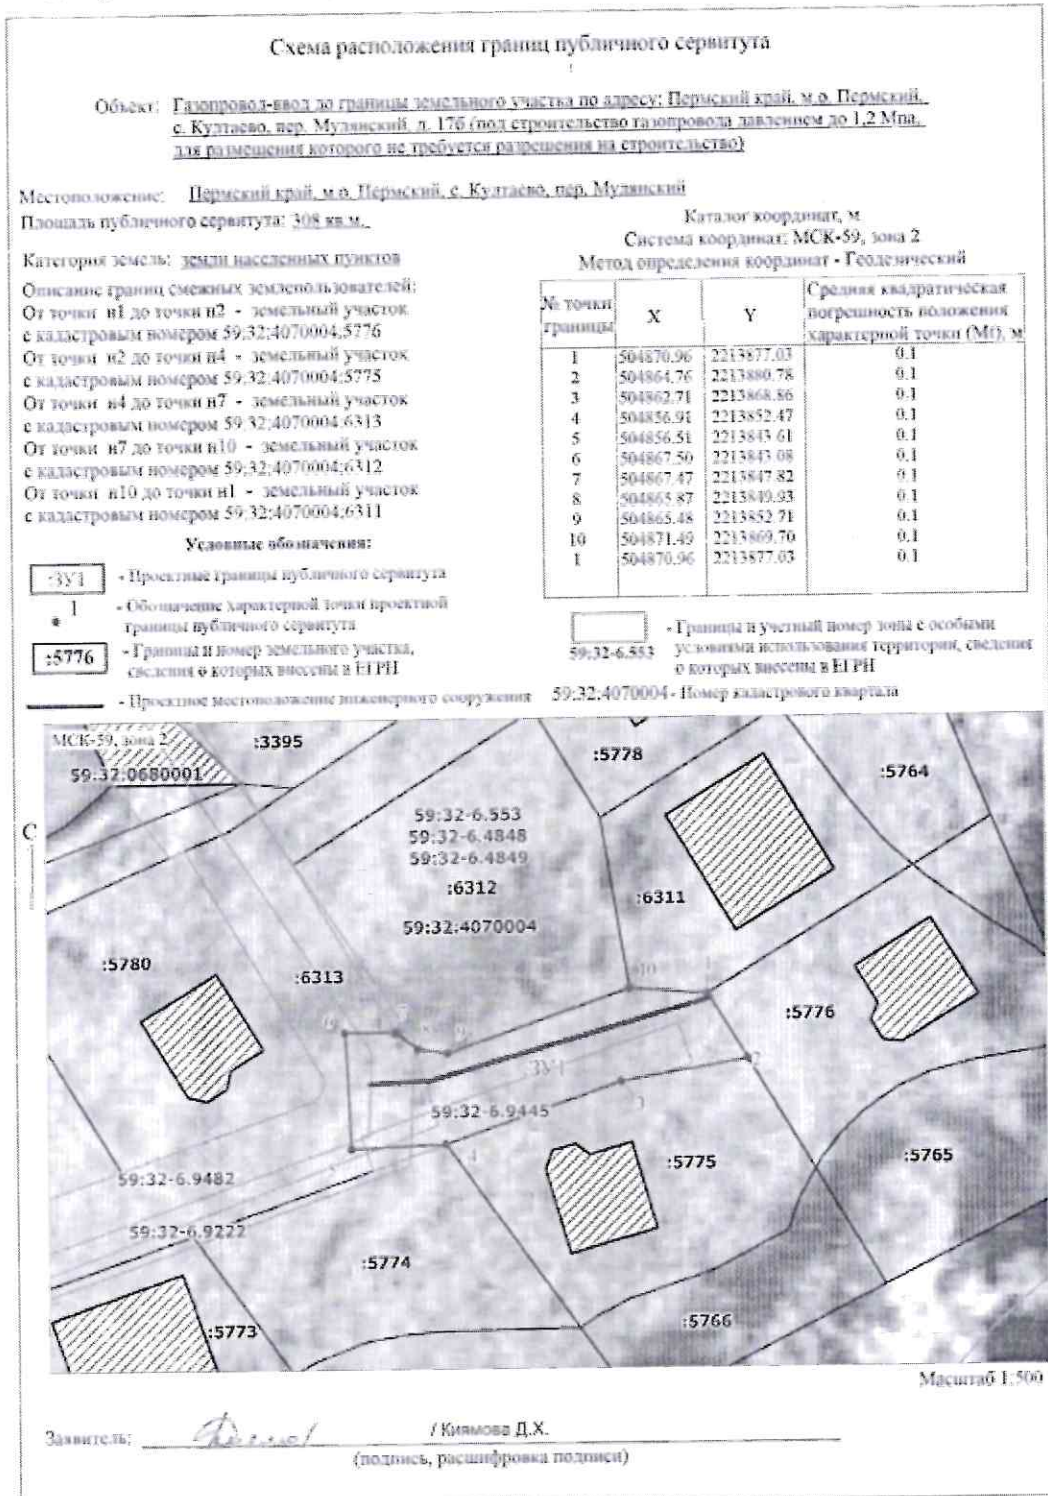 Схема расположения границ публичного сервитута
Объект: Газопровод-ввод до границы земельного участка по адресу: Пермский край, м.о. Пермский,
с. Култаево, пер. Мулянский, д. 17б (под строительство газопровода давлением до 1,2 Мпа,
для размещения которого не требуется разрешения на строительство)
Местоположение: Пермский край, м.о. Пермский, с. Култаево, пер. Мулянский
Площадь публичного сервитута: 308 кв.м.
Категория земель: земли населенных пунктов
Описание границ смежных землепользователей:
От точки н1 до точки н2 - земельный участок
с кадастровым номером 59:32:4070004:5776
От точки н2 до точки н4 - земельный участок
с кадастровым номером 59:32:4070004:5775
От точки н4 до точки н7 - земельный участок
с кадастровым номером 59:32:4070004:6313
От точки н7 до точки н10 - земельный участок
с кадастровым номером 59:32:4070004:6312
От точки н10 до точки н1 - земельный участок
с кадастровым номером 59:32:4070004:6311
Каталог координат, м
Система координат: МСК-59, зона 2
Метод определения координат - Геодезический
№ точки границы X Y Средняя квадратическая погрешность положения характерной точки (Mt), м
1 504870.96 2213877.03 0.1
2 504864.76 2213880.78 0.1
3 504862.71 2213868.86 0.1
4 504856.91 2213852.47 0.1
5 504856.51 2213843.61 0.1
6 504867.50 2213843.08 0.1
7 504867.47 2213847.82 0.1
8 504865.87 2213849.93 0.1
9 504865.48 2213852.71 0.1
10 504871.49 2213869.70 0.1
1 504870.96 2213877.03 0.1
Условные обозначения:
:ЗУ1 - Проектные границы публичного сервитута
1 - Обозначение характерной точки проектной
границы публичного сервитута
:5776 - Границы и номер земельного участка,
сведения о которых внесены в ЕГРН
- Проектное местоположение инженерного сооружения
59:32-6.553 - Границы и учетный номер зоны с особыми
условиями использования территории, сведения
о которых внесены в ЕГРН
59:32:4070004 - Номер кадастрового квартала
МСК-59, зона 2
:3395
:5778
:5764
59:32:0680001
С
59:32-6.553
59:32-6.4848
59:32-6.4849
:6312
:6311
59:32:4070004
:5780
:6313
10
:5776
7
2
:ЗУ1
3
59:32-6.9445
4
:5775
:5765
59:32-6.9482
59:32-6.9222
:5774
:5773
:5766
Масштаб 1:500
Заявитель: / Киямова Д.Х.
(подпись, расшифровка подписи)